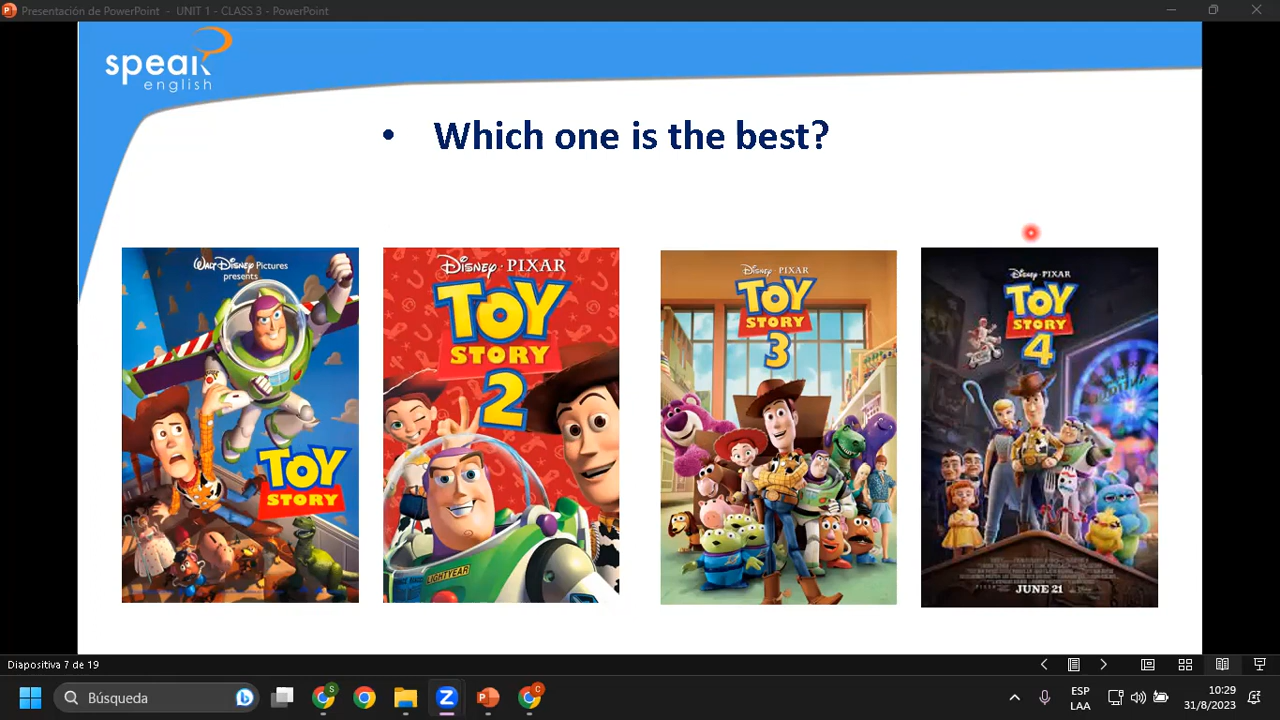 Presentación de PowerPoint - UNIT 1 - CLASS 3 - PowerPoint
speak
english
• Which one is the best?
WALT DISNEY PICTURES
presents
TOY
STORY
DISNEY · PIXAR
TOY
STORY
2
LIGHTYEAR
DISNEY · PIXAR
TOY
STORY
3
DISNEY · PIXAR
TOY
STORY
4
JUNE 21
Diapositiva 7 de 19
Búsqueda
ESP
LAA
10:29
31/8/2023